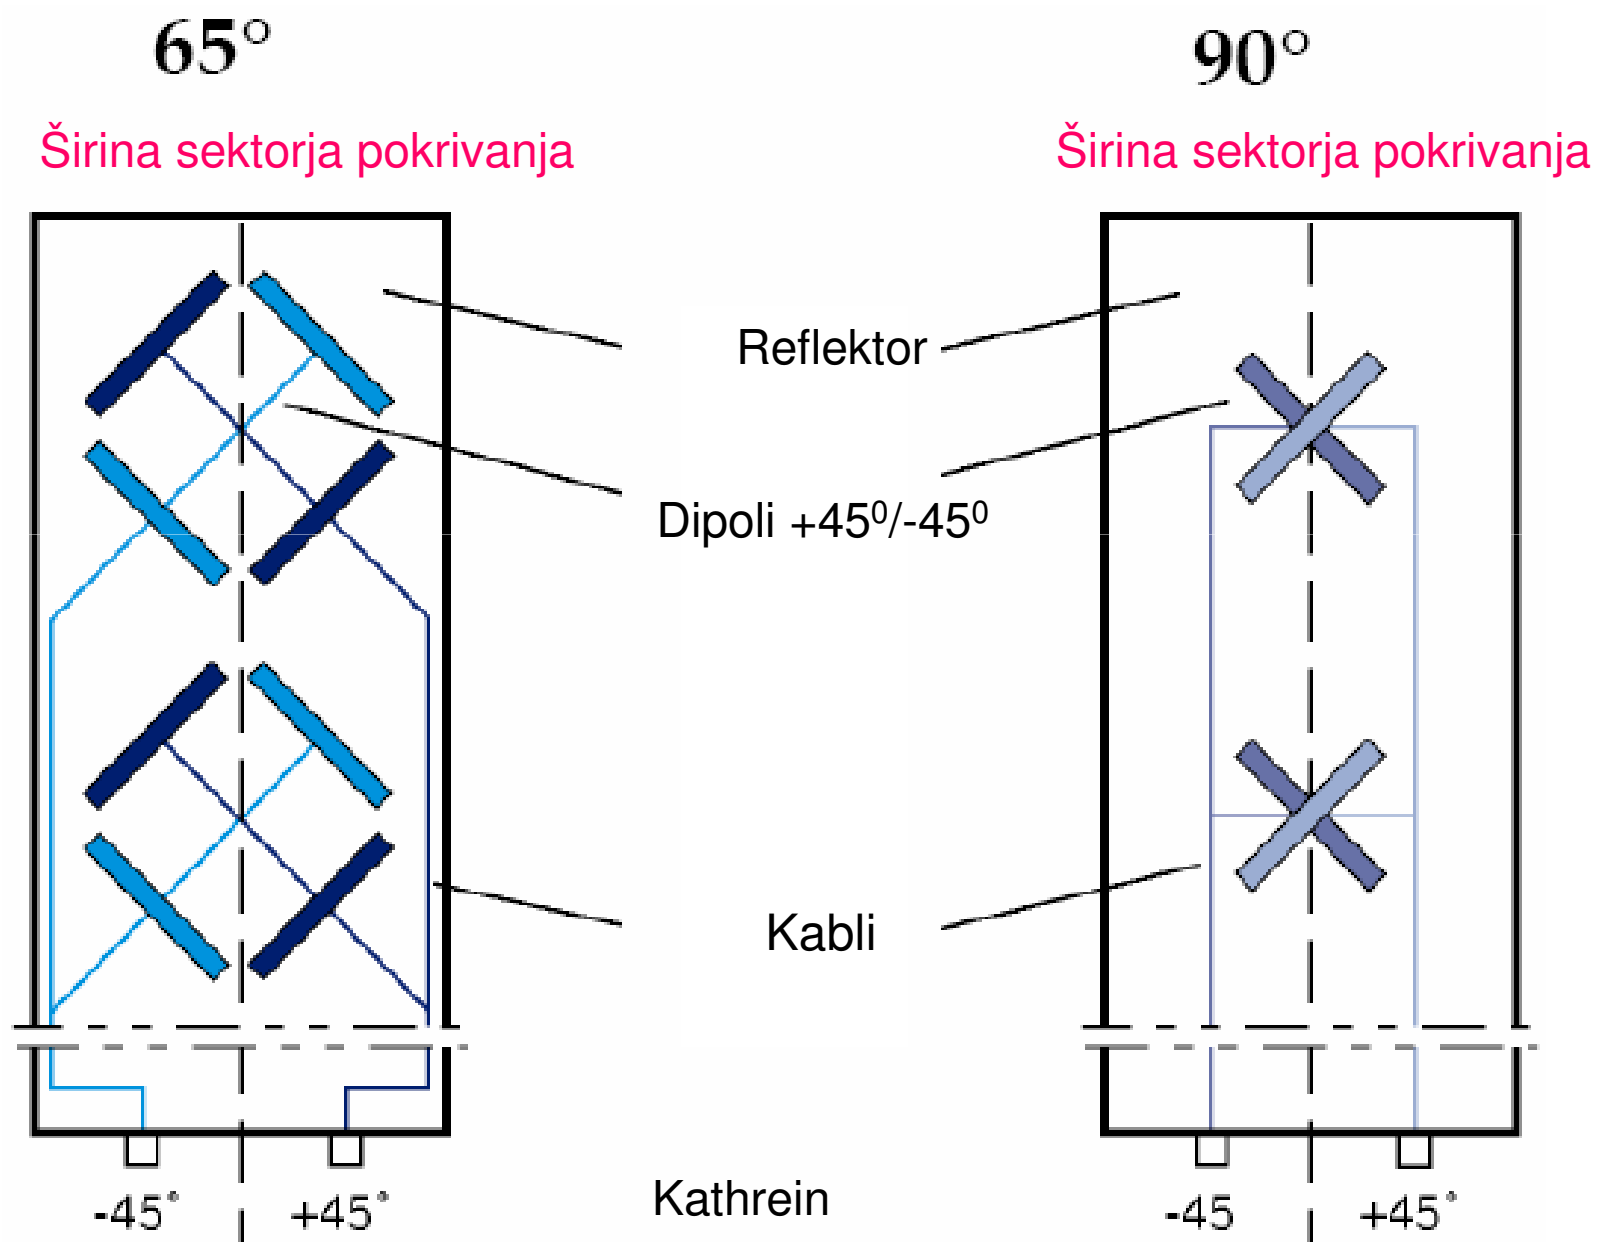 65°
90°
Širina sektorja pokrivanja
Širina sektorja pokrivanja
Reflektor
Dipoli +45⁰/-45⁰
Kabli
Kathrein
-45°
+45°
-45
+45°